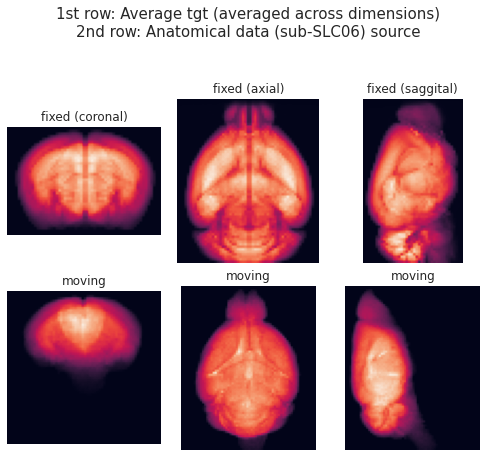 1st row: Average tgt (averaged across dimensions)
2nd row: Anatomical data (sub-SLC06) source
fixed (coronal)
fixed (axial)
fixed (saggital)
moving
moving
moving